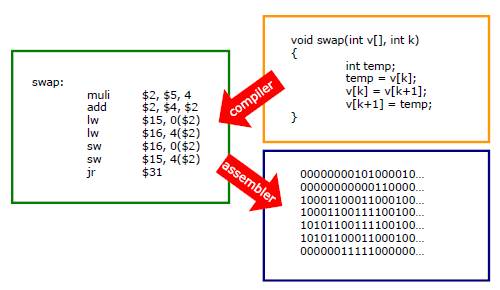 void swap(int v[], int k)
{
int temp;
temp = v[k];
v[k] = v[k+1];
v[k+1] = temp;
}
compiler
swap:
muli $2, $5, 4
add $2, $4, $2
lw $15, 0($2)
lw $16, 4($2)
sw $16, 0($2)
sw $15, 4($2)
jr $31
assembler
00000000101000010…
00000000000110000…
10001100011000100…
10001100111100100…
10101100111100100…
10101100011000100…
00000011111000000…